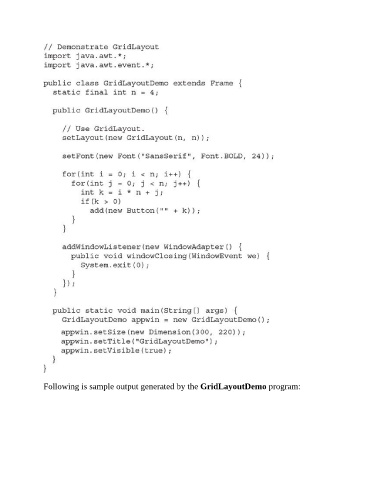 // Demonstrate GridLayout
import java.awt.*;
import java.awt.event.*;
public class GridLayoutDemo extends Frame {
static final int n = 4;
public GridLayoutDemo() {
// Use GridLayout.
setLayout(new GridLayout(n, n));
setFont(new Font("SansSerif", Font.BOLD, 24));
for(int i = 0; i < n; i++) {
for(int j = 0; j < n; j++) {
int k = i * n + j;
if(k > 0)
add(new Button("" + k));
}
}
addWindowListener(new WindowAdapter() {
public void windowClosing(WindowEvent we) {
System.exit(0);
}
});
}
public static void main(String[] args) {
GridLayoutDemo appwin = new GridLayoutDemo();
appwin.setSize(new Dimension(300, 220));
appwin.setTitle("GridLayoutDemo");
appwin.setVisible(true);
}
}
Following is sample output generated by the GridLayoutDemo program: